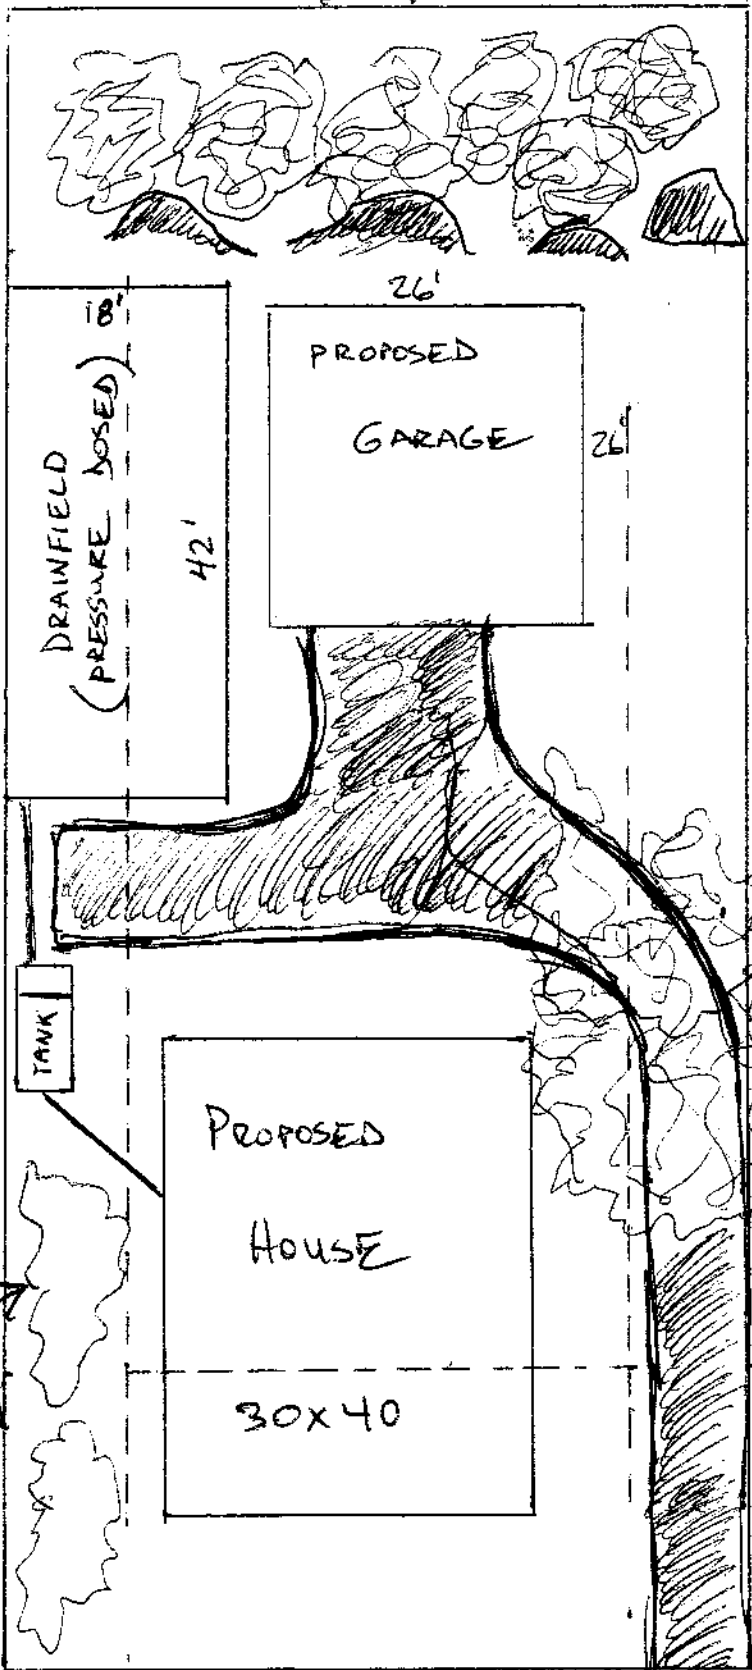 26'
18'
PROPOSED
GARAGE
26'
DRAINFIELD
(PRESSURE DOSED)
42'
TANK
PROPOSED
HOUSE
30x40